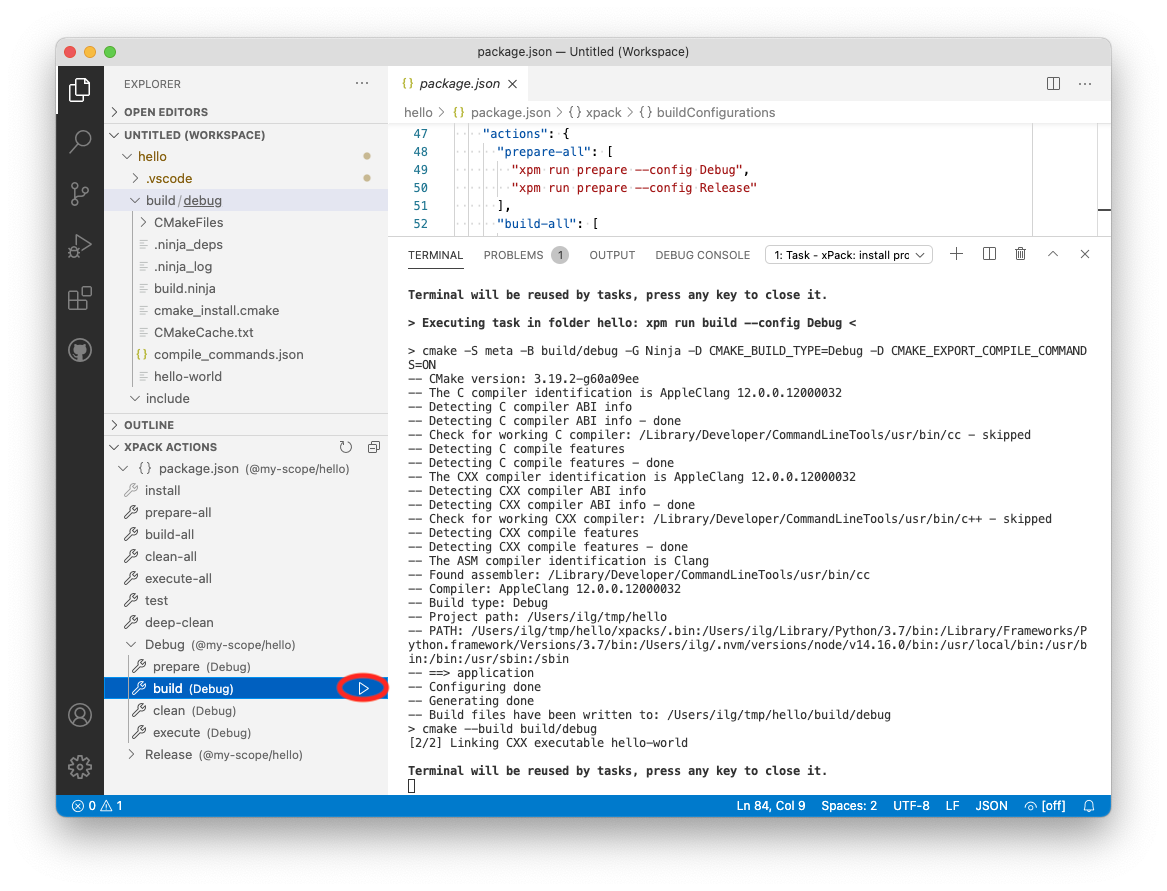 package.json — Untitled (Workspace)
EXPLORER
OPEN EDITORS
UNTITLED (WORKSPACE)
hello
.vscode
build/debug
CMakeFiles
.ninja_deps
.ninja_log
build.ninja
cmake_install.cmake
CMakeCache.txt
compile_commands.json
hello-world
include
OUTLINE
XPACK ACTIONS
package.json (@my-scope/hello)
install
prepare-all
build-all
clean-all
execute-all
test
deep-clean
Debug (@my-scope/hello)
prepare (Debug)
build (Debug)
clean (Debug)
execute (Debug)
Release (@my-scope/hello)
{} package.json
hello > {} package.json > {} xpack > {} buildConfigurations
47 "actions": {
48 "prepare-all": [
49 "xpm run prepare --config Debug",
50 "xpm run prepare --config Release"
51 ],
52 "build-all": [
TERMINAL PROBLEMS 1 OUTPUT DEBUG CONSOLE 1: Task - xPack: install prc
Terminal will be reused by tasks, press any key to close it.
> Executing task in folder hello: xpm run build --config Debug <
> cmake -S meta -B build/debug -G Ninja -D CMAKE_BUILD_TYPE=Debug -D CMAKE_EXPORT_COMPILE_COMMAND
S=ON
-- CMake version: 3.19.2-g60a09ee
-- The C compiler identification is AppleClang 12.0.0.12000032
-- Detecting C compiler ABI info
-- Detecting C compiler ABI info - done
-- Check for working C compiler: /Library/Developer/CommandLineTools/usr/bin/cc - skipped
-- Detecting C compile features
-- Detecting C compile features - done
-- The CXX compiler identification is AppleClang 12.0.0.12000032
-- Detecting CXX compiler ABI info
-- Detecting CXX compiler ABI info - done
-- Check for working CXX compiler: /Library/Developer/CommandLineTools/usr/bin/c++ - skipped
-- Detecting CXX compile features
-- Detecting CXX compile features - done
-- The ASM compiler identification is Clang
-- Found assembler: /Library/Developer/CommandLineTools/usr/bin/cc
-- Compiler: AppleClang 12.0.0.12000032
-- Build type: Debug
-- Project path: /Users/ilg/tmp/hello
-- PATH: /Users/ilg/tmp/hello/xpacks/.bin:/Users/ilg/Library/Python/3.7/bin:/Library/Frameworks/P
ython.framework/Versions/3.7/bin:/Users/ilg/.nvm/versions/node/v14.16.0/bin:/usr/local/bin:/usr/b
in:/bin:/usr/sbin:/sbin
-- ==> application
-- Configuring done
-- Generating done
-- Build files have been written to: /Users/ilg/tmp/hello/build/debug
> cmake --build build/debug
[2/2] Linking CXX executable hello-world
Terminal will be reused by tasks, press any key to close it.
0 1 Ln 84, Col 9 Spaces: 2 UTF-8 LF JSON [off]